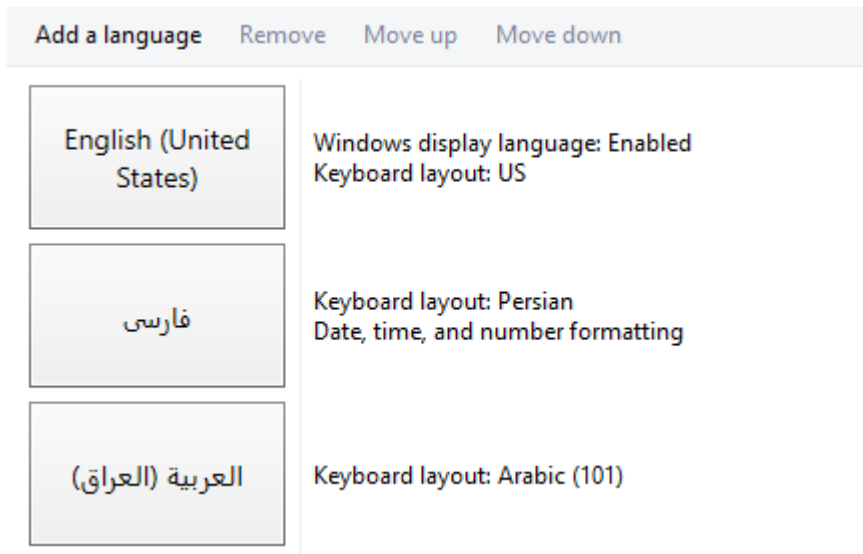 Add a language Remove Move up Move down
English (United
States)
Windows display language: Enabled
Keyboard layout: US
فارسی
Keyboard layout: Persian
Date, time, and number formatting
العربية (العراق)
Keyboard layout: Arabic (101)